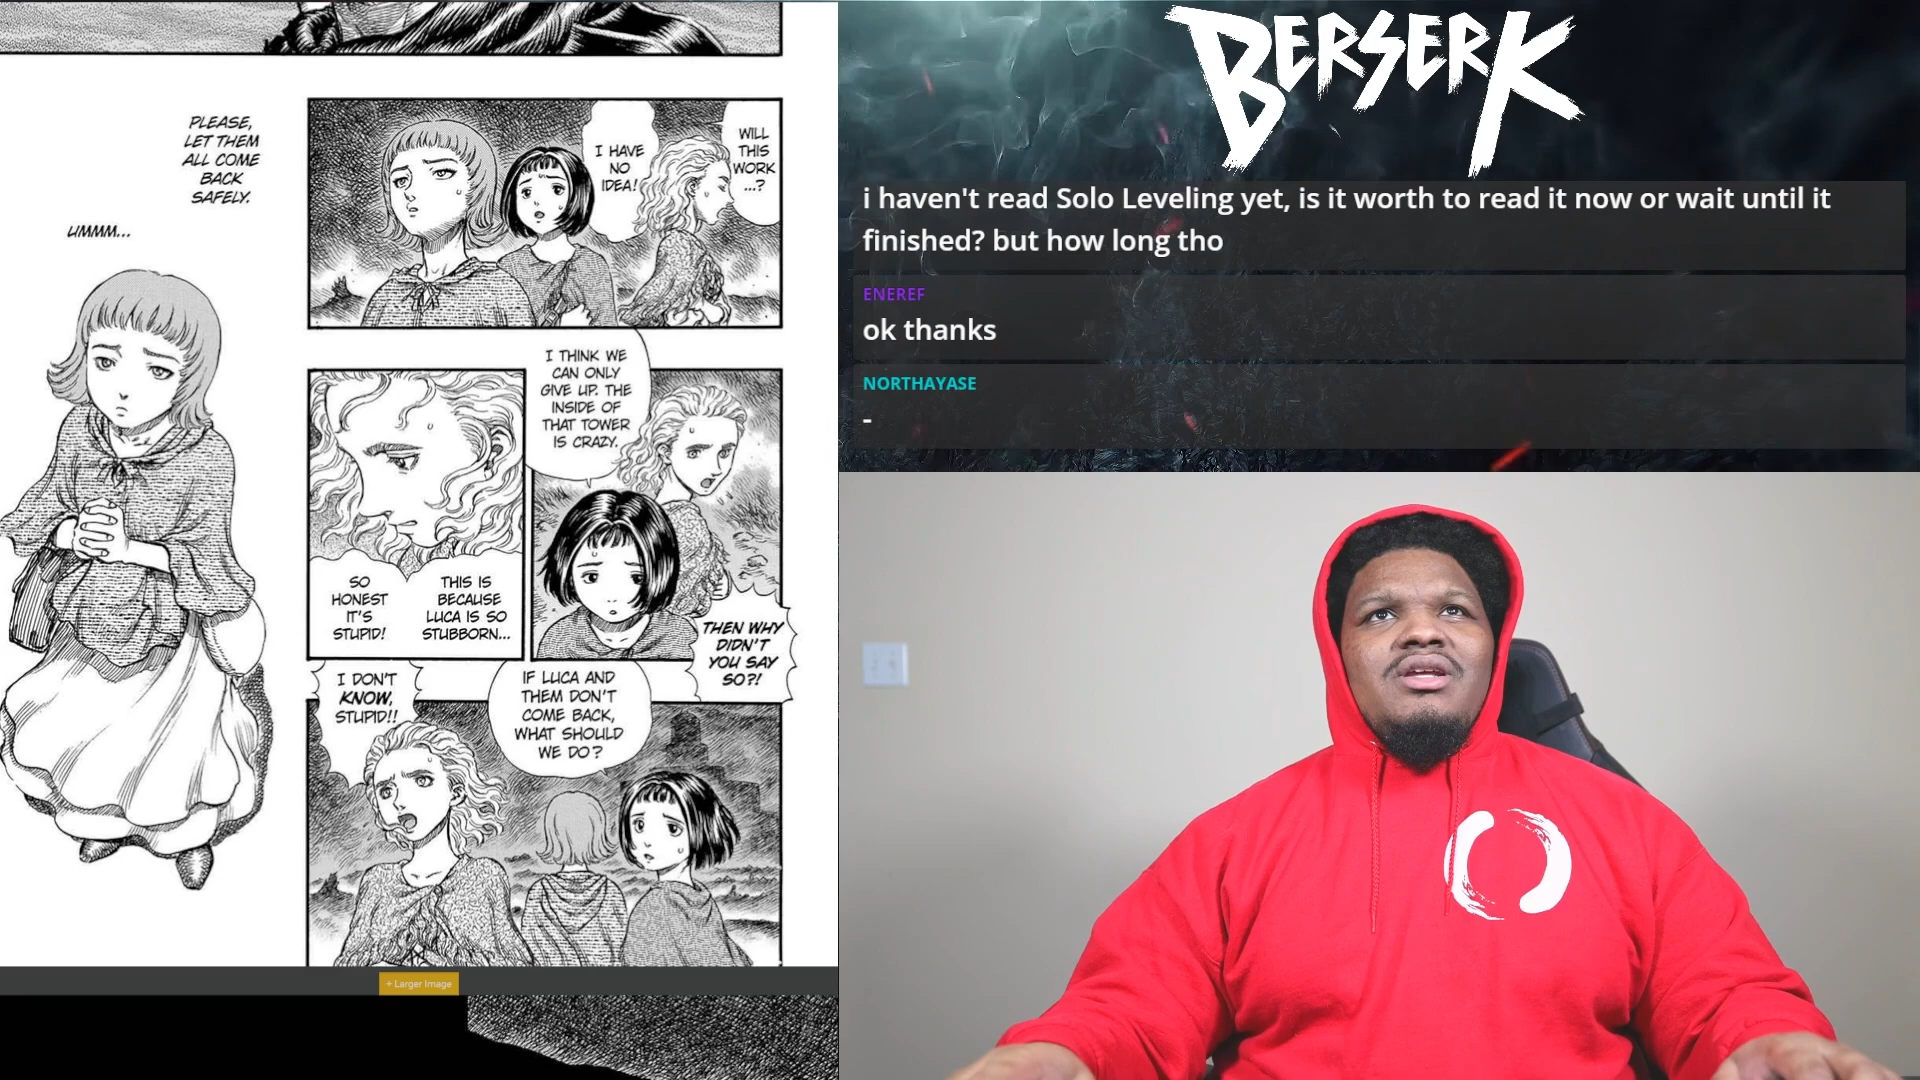 WILL
THIS
WORK
...?
I HAVE
NO
IDEA!
PLEASE,
LET THEM
ALL COME
BACK
SAFELY.
UMMM...
I THINK WE
CAN ONLY
GIVE UP. THE
INSIDE OF
THAT TOWER
IS CRAZY.
THEN WHY
DIDN'T
YOU SAY
SO?!
THIS IS
BECAUSE
LUCA IS SO
STUBBORN...
SO
HONEST
IT'S
STUPID!
IF LUCA AND
THEM DON'T
COME BACK,
WHAT SHOULD
WE DO?
I DON'T
KNOW,
STUPID!!
+ Larger Image
BERSERK
i haven't read Solo Leveling yet, is it worth to read it now or wait until it
finished? but how long tho
ENEREF
ok thanks
NORTHAYASE
-